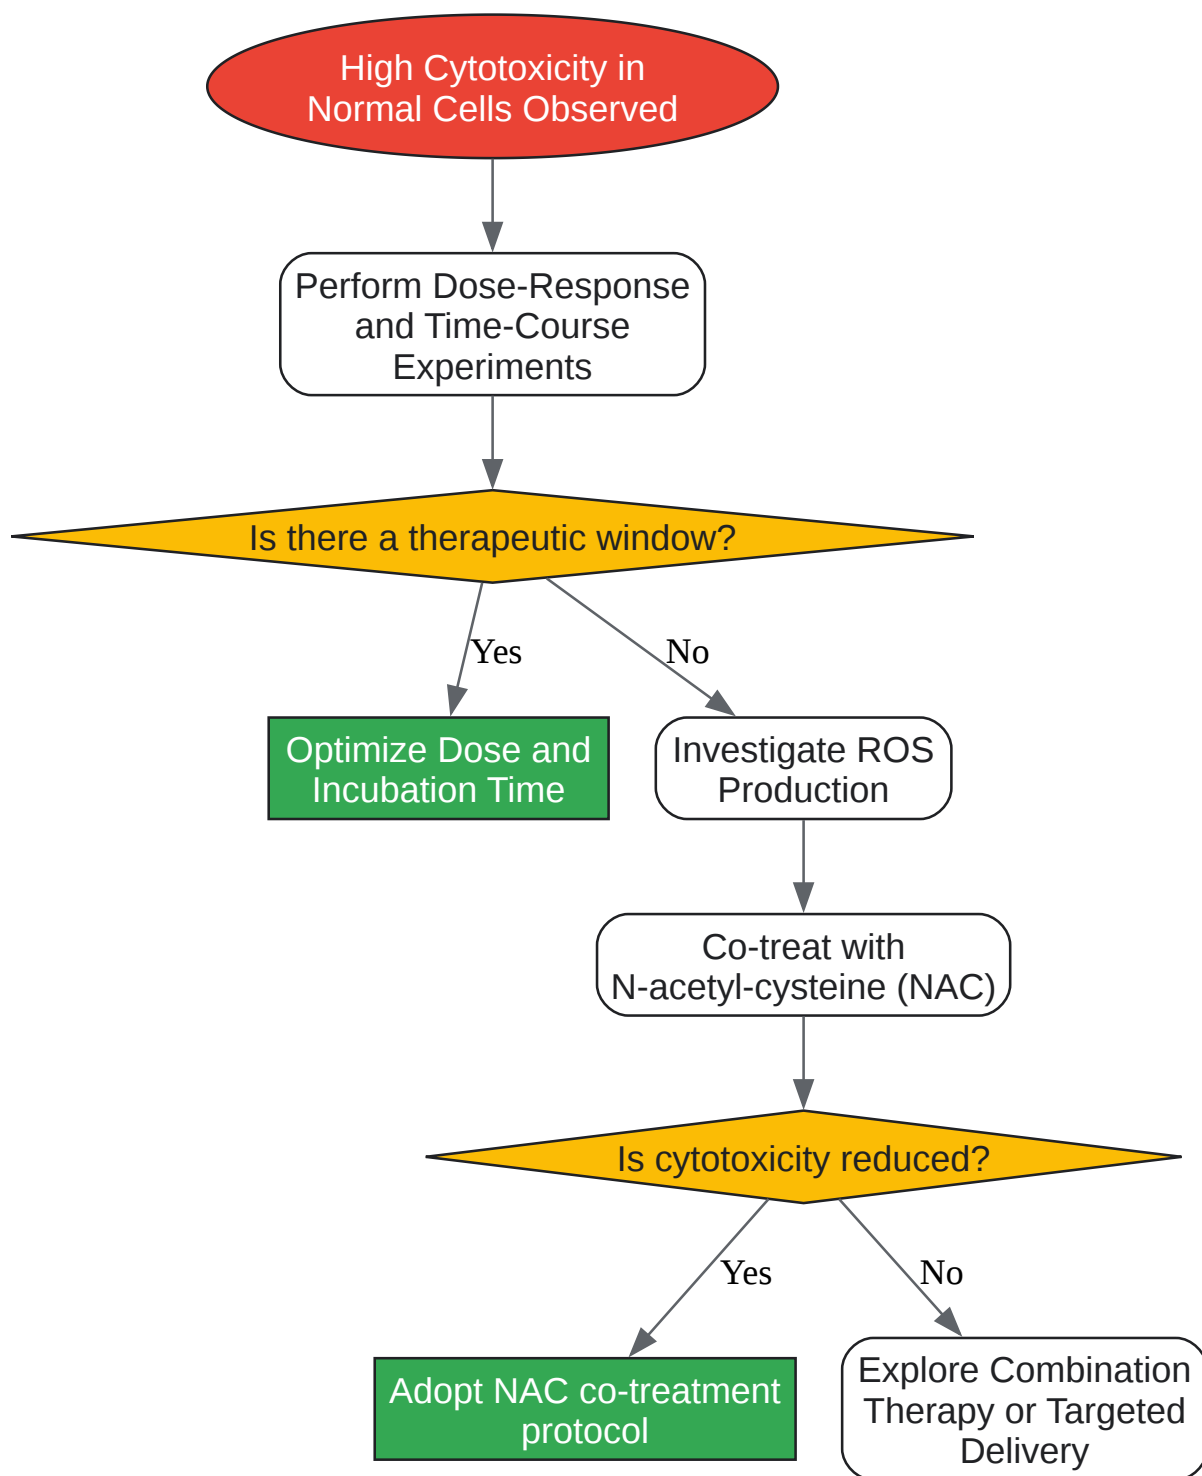 High Cytotoxicity in
Normal Cells Observed
Perform Dose-Response
and Time-Course
Experiments
Is there a therapeutic window?
Yes
No
Optimize Dose and
Incubation Time
Investigate ROS
Production
Co-treat with
N-acetyl-cysteine (NAC)
Is cytotoxicity reduced?
Yes
No
Adopt NAC co-treatment
protocol
Explore Combination
Therapy or Targeted
Delivery